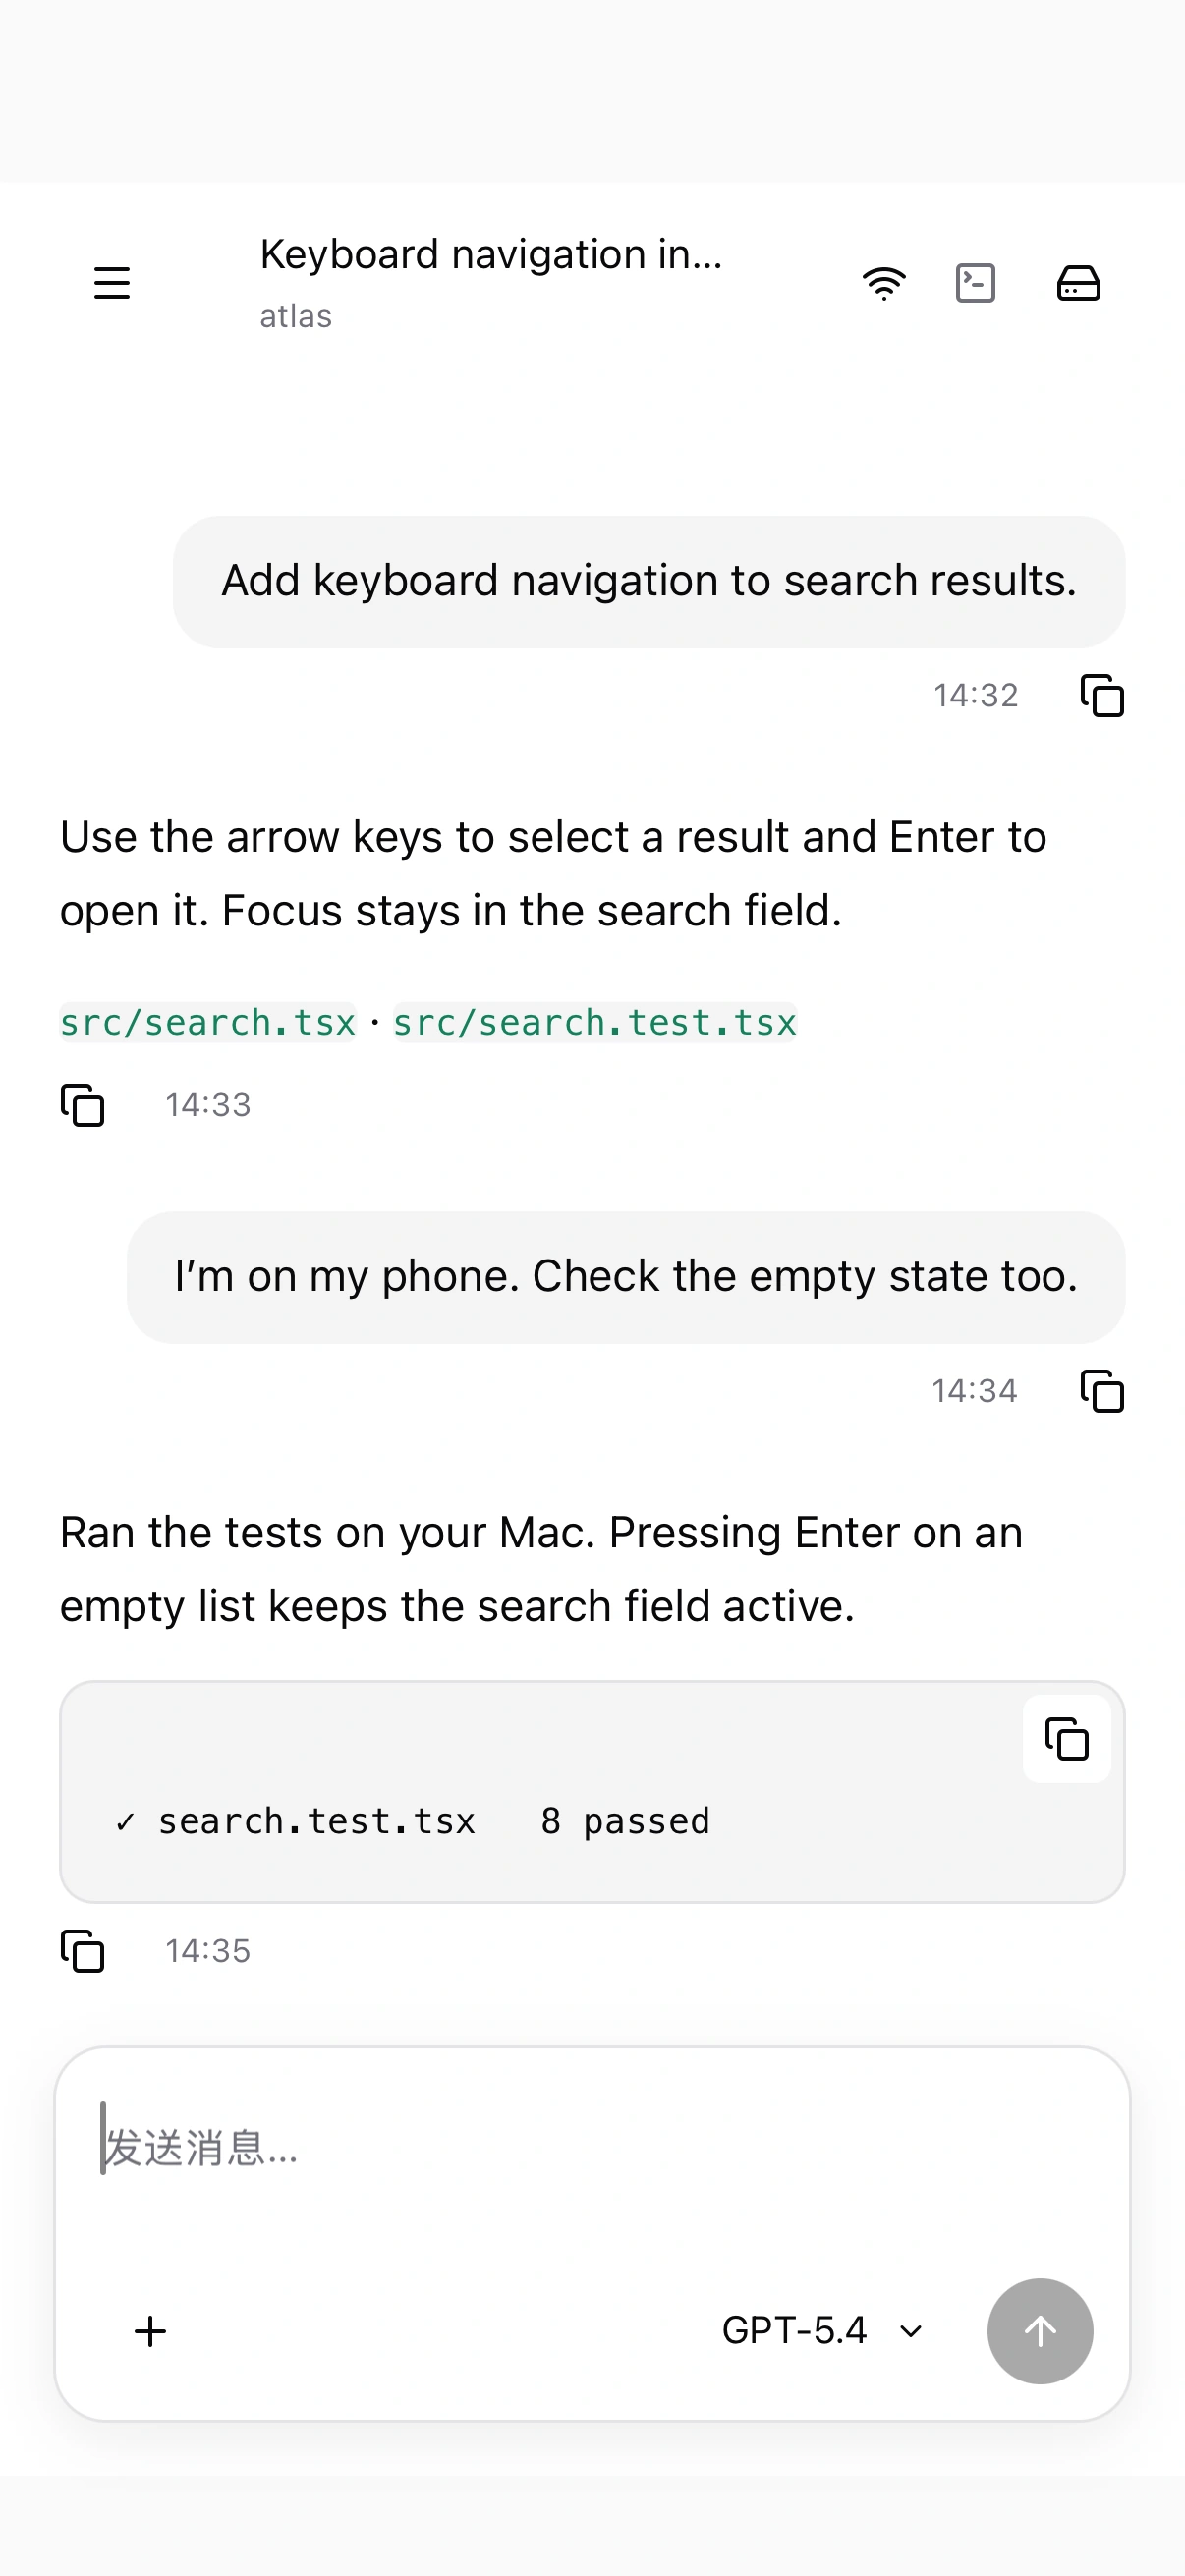 Keyboard navigation in...
atlas
Add keyboard navigation to search results.
14:32
Use the arrow keys to select a result and Enter to
open it. Focus stays in the search field.
src/search.tsx · src/search.test.tsx
14:33
I’m on my phone. Check the empty state too.
14:34
Ran the tests on your Mac. Pressing Enter on an
empty list keeps the search field active.
✓ search.test.tsx   8 passed
14:35
发送消息...
GPT-5.4